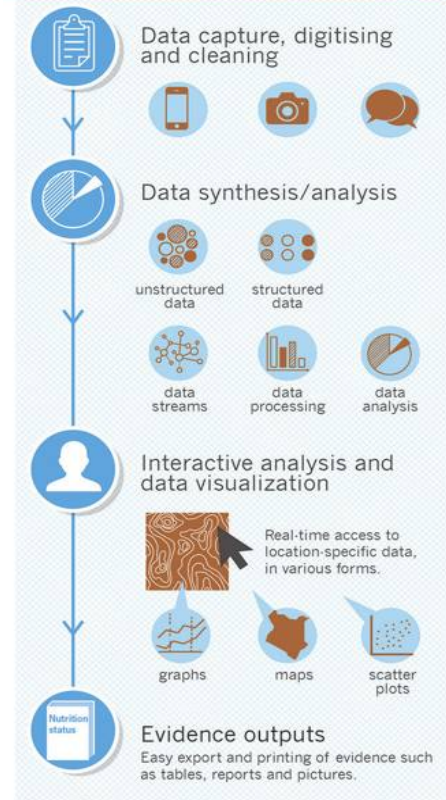 Data capture, digitising
and cleaning
Data synthesis/analysis
unstructured
data
structured
data
data
streams
data
processing
data
analysis
Interactive analysis and
data visualization
Real-time access to
location-specific data,
in various forms.
graphs
maps
scatter
plots
Nutrition
status
Evidence outputs
Easy export and printing of evidence such
as tables, reports and pictures.